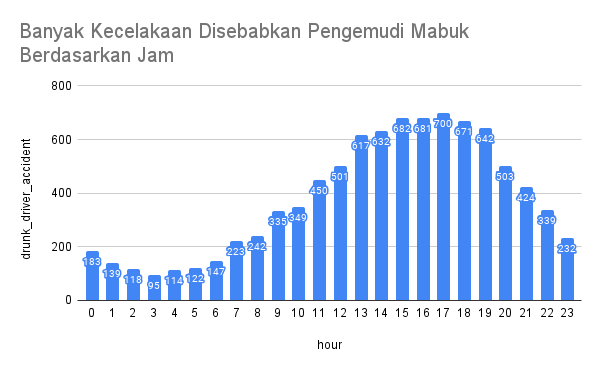 Banyak Kecelakaan Disebabkan Pengemudi Mabuk
Berdasarkan Jam
800
600
400
200
0
drunk_driver_accident
183 139 118 95 114 122 147 223 242 335 349 450 501 617 632 682 681 700 671 642 503 424 339 232
0 1 2 3 4 5 6 7 8 9 10 11 12 13 14 15 16 17 18 19 20 21 22 23
hour